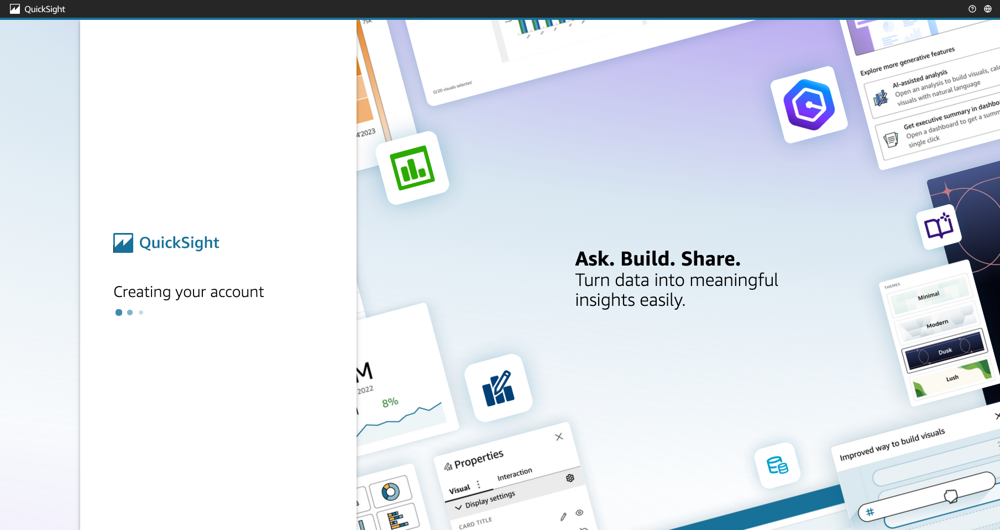 QuickSight
QuickSight
Creating your account
Ask. Build. Share.
Turn data into meaningful
insights easily.
75K
4'2023
0/20 visuals selected
Explore more generative features
AI-assisted analysis
Open an analysis to build visuals, calc
visuals with natural language
Get executive summary in dashbo
Open a dashboard to get a summ
single click
THEMES
Minimal
Modern
Dusk
Lush
M
2022
8%
Properties
Visual
Interaction
Display settings
CARD TITLE
Improved way to build visuals
#